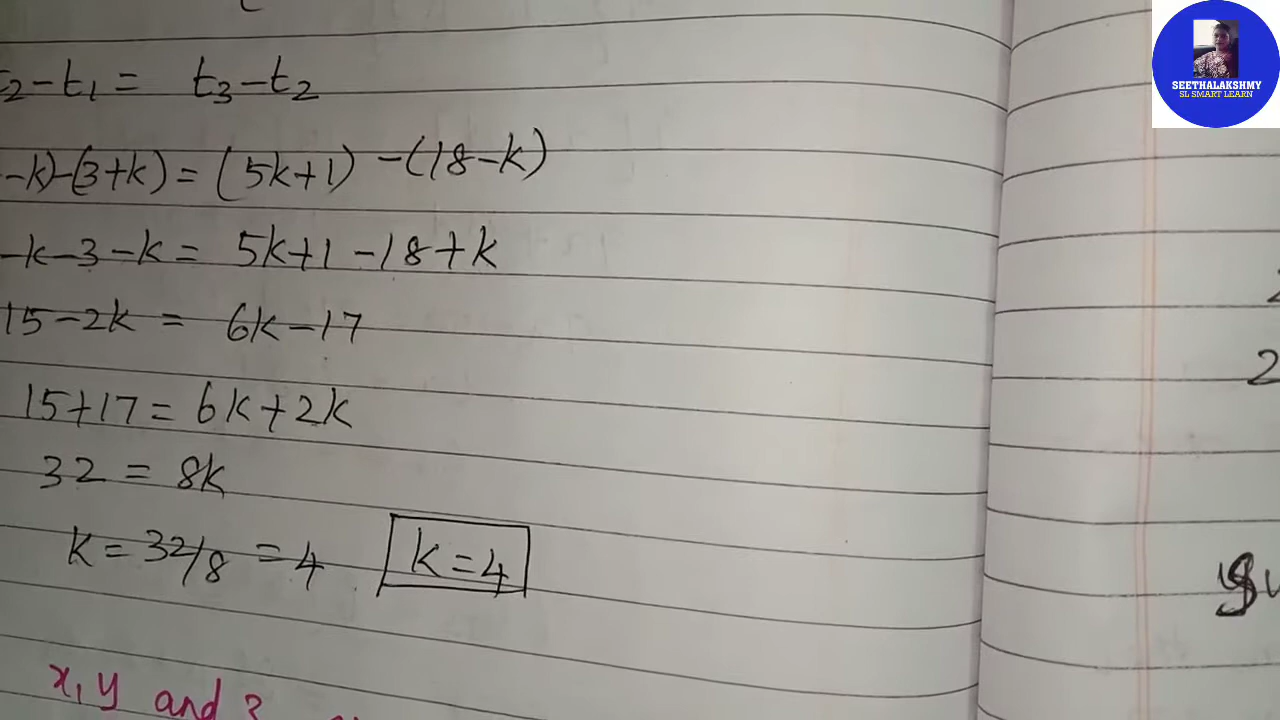 t2-t1 = t3-t2
-k)-(3+k) = (5k+1) -(18-k)
-k-3-k = 5k+1-18+k
15-2k = 6k-17
15+17 = 6k+2k
32 = 8k
k = 32/8 = 4 k=4
x, y and
2
SEETHALAKSHMY
SL SMART LEARN